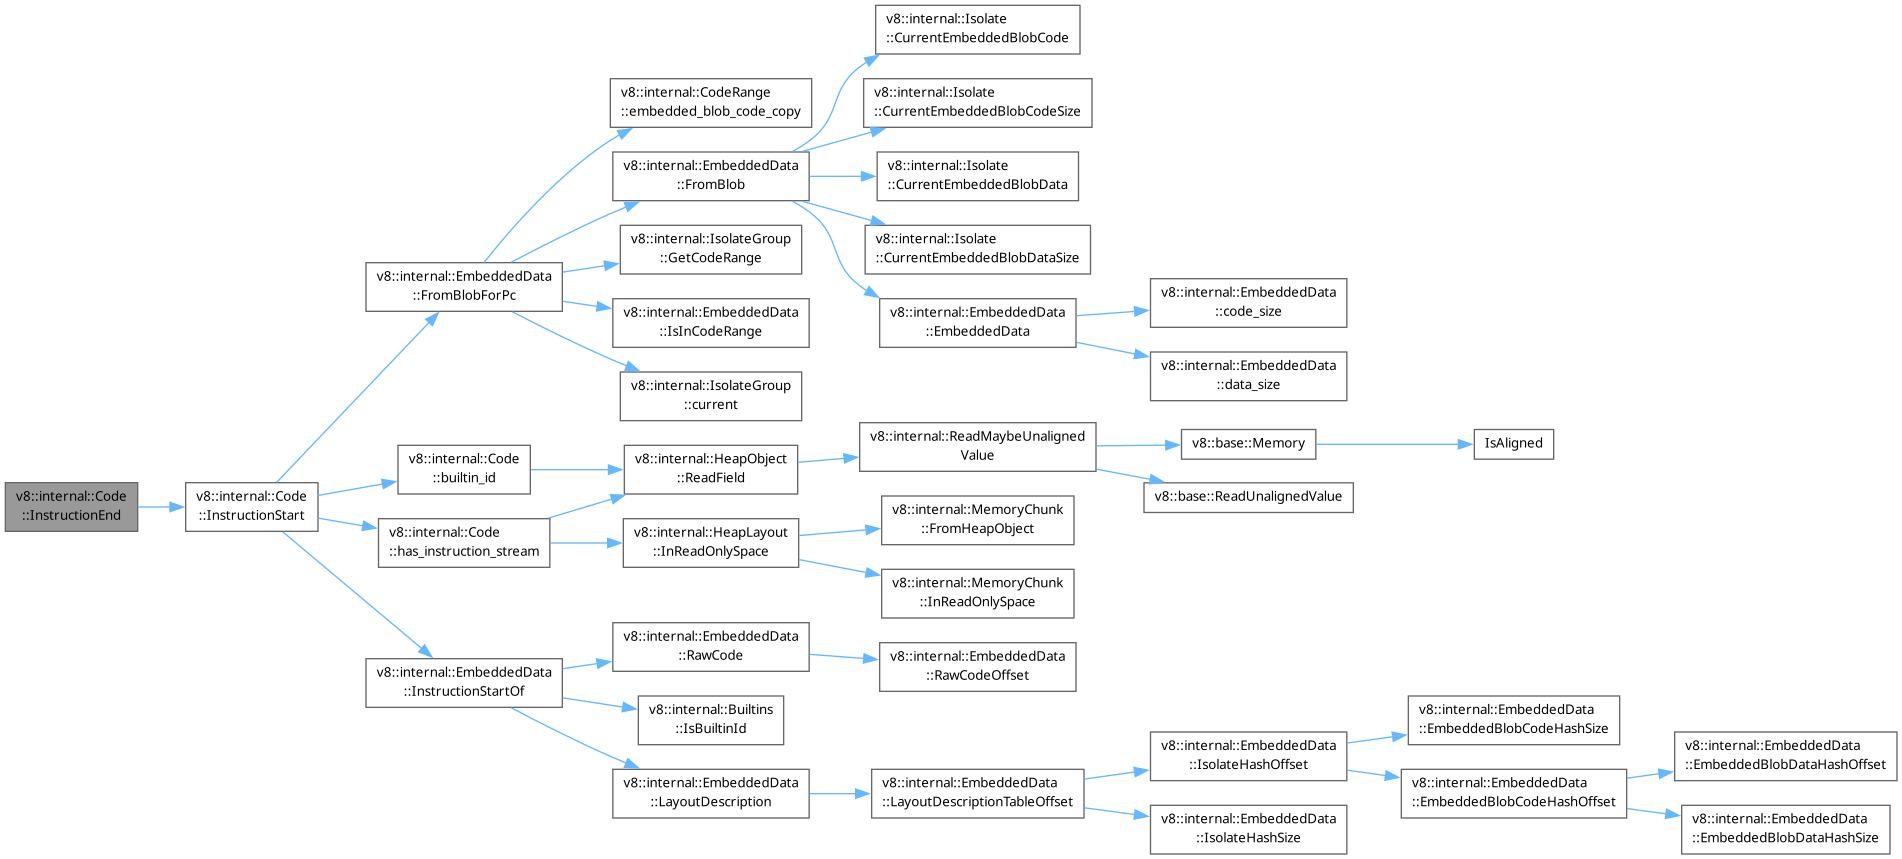 v8::internal::Code
::InstructionEnd
v8::internal::Code
::InstructionStart
v8::internal::EmbeddedData
::FromBlobForPc
v8::internal::CodeRange
::embedded_blob_code_copy
v8::internal::EmbeddedData
::FromBlob
v8::internal::Isolate
::CurrentEmbeddedBlobCode
v8::internal::Isolate
::CurrentEmbeddedBlobCodeSize
v8::internal::Isolate
::CurrentEmbeddedBlobData
v8::internal::Isolate
::CurrentEmbeddedBlobDataSize
v8::internal::EmbeddedData
::EmbeddedData
v8::internal::EmbeddedData
::code_size
v8::internal::EmbeddedData
::data_size
v8::internal::IsolateGroup
::GetCodeRange
v8::internal::EmbeddedData
::IsInCodeRange
v8::internal::IsolateGroup
::current
v8::internal::Code
::builtin_id
v8::internal::HeapObject
::ReadField
v8::internal::ReadMaybeUnaligned
Value
v8::base::Memory
IsAligned
v8::base::ReadUnalignedValue
v8::internal::Code
::has_instruction_stream
v8::internal::HeapLayout
::InReadOnlySpace
v8::internal::MemoryChunk
::FromHeapObject
v8::internal::MemoryChunk
::InReadOnlySpace
v8::internal::EmbeddedData
::InstructionStartOf
v8::internal::EmbeddedData
::RawCode
v8::internal::EmbeddedData
::RawCodeOffset
v8::internal::Builtins
::IsBuiltinId
v8::internal::EmbeddedData
::LayoutDescription
v8::internal::EmbeddedData
::LayoutDescriptionTableOffset
v8::internal::EmbeddedData
::IsolateHashOffset
v8::internal::EmbeddedData
::EmbeddedBlobCodeHashSize
v8::internal::EmbeddedData
::EmbeddedBlobCodeHashOffset
v8::internal::EmbeddedData
::EmbeddedBlobDataHashOffset
v8::internal::EmbeddedData
::EmbeddedBlobDataHashSize
v8::internal::EmbeddedData
::IsolateHashSize